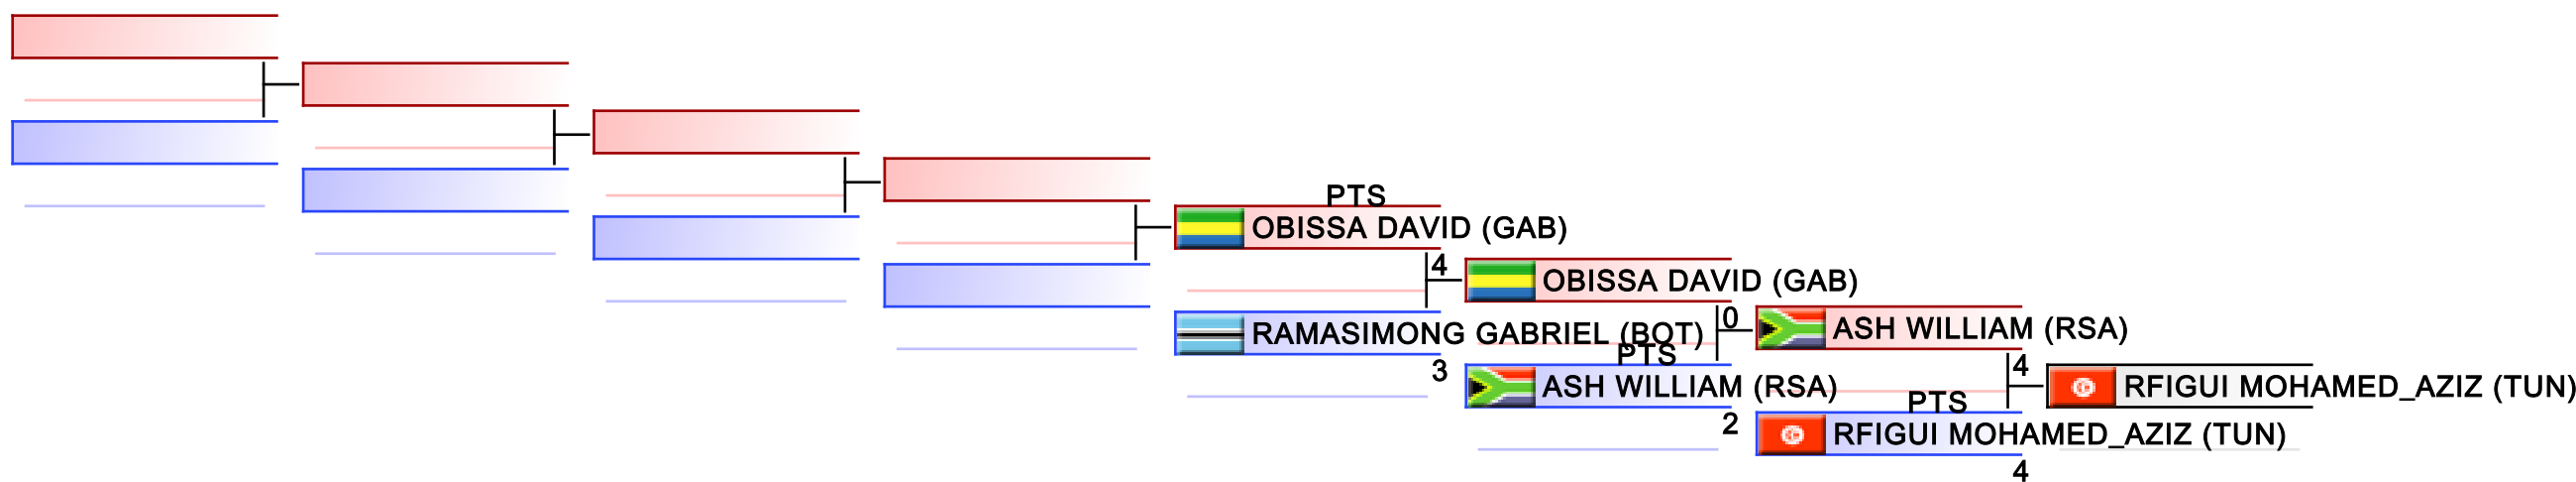 PTS
OBISSA DAVID (GAB)
4
OBISSA DAVID (GAB)
RAMASIMONG GABRIEL (BOT)
0
ASH WILLIAM (RSA)
PTS
3
ASH WILLIAM (RSA)
4
RFIGUI MOHAMED_AZIZ (TUN)
PTS
2
RFIGUI MOHAMED_AZIZ (TUN)
4